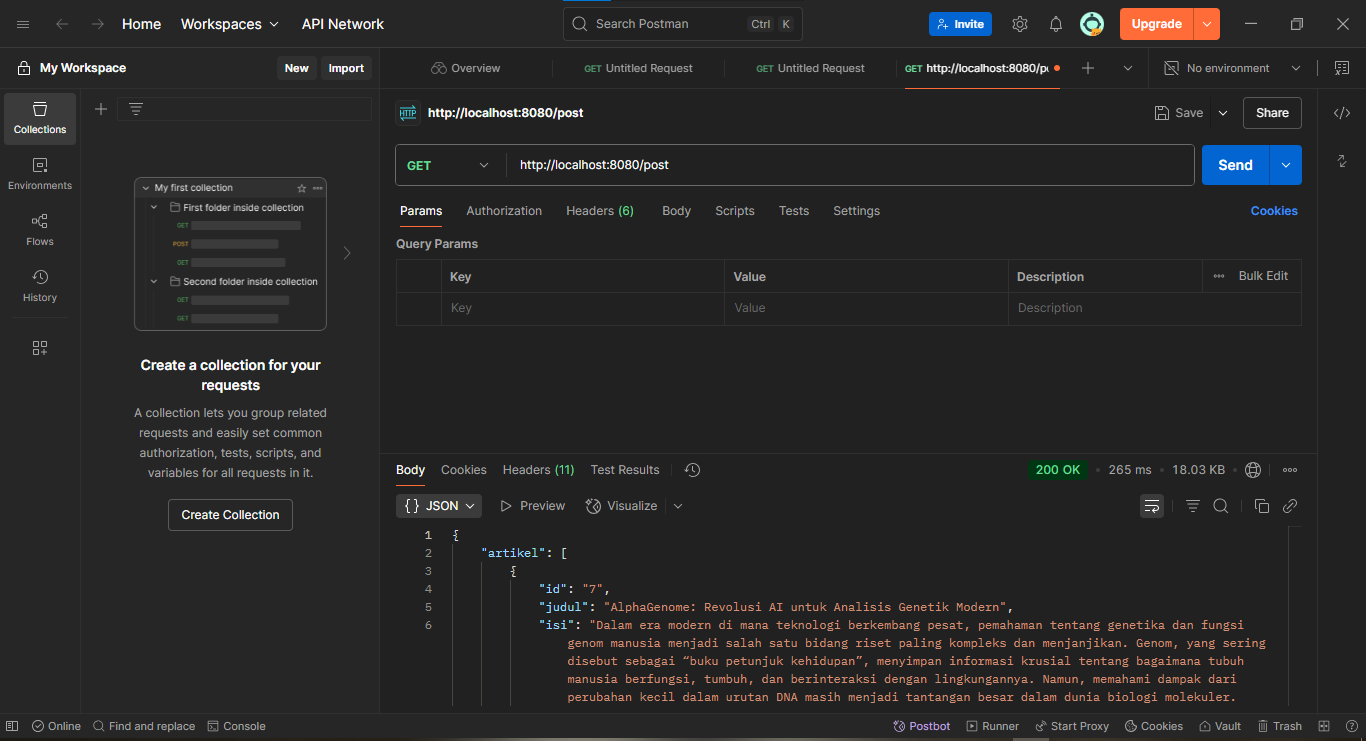 Home Workspaces API Network Search Postman Ctrl K Invite Upgrade
My Workspace New Import Overview GET Untitled Request GET Untitled Request GET http://localhost:8080/p No environment
Collections
Environments
Flows
History
My first collection
First folder inside collection
GET
POST
GET
Second folder inside collection
GET
GET
Create a collection for your
requests
A collection lets you group related
requests and easily set common
authorization, tests, scripts, and
variables for all requests in it.
Create Collection
HTTP http://localhost:8080/post Save Share
GET http://localhost:8080/post Send
Params Authorization Headers (6) Body Scripts Tests Settings Cookies
Query Params
Key Value Description Bulk Edit
Key Value Description
Body Cookies Headers (11) Test Results 200 OK 265 ms 18.03 KB
{} JSON Preview Visualize
1 {
2 "artikel": [
3 {
4 "id": "7",
5 "judul": "AlphaGenome: Revolusi AI untuk Analisis Genetik Modern",
6 "isi": "Dalam era modern di mana teknologi berkembang pesat, pemahaman tentang genetika dan fungsi
genom manusia menjadi salah satu bidang riset paling kompleks dan menjanjikan. Genom, yang sering
disebut sebagai “buku petunjuk kehidupan”, menyimpan informasi krusial tentang bagaimana tubuh
manusia berfungsi, tumbuh, dan berinteraksi dengan lingkungannya. Namun, memahami dampak dari
perubahan kecil dalam urutan DNA masih menjadi tantangan besar dalam dunia biologi molekuler.
Online Find and replace Console Postbot Runner Start Proxy Cookies Vault Trash